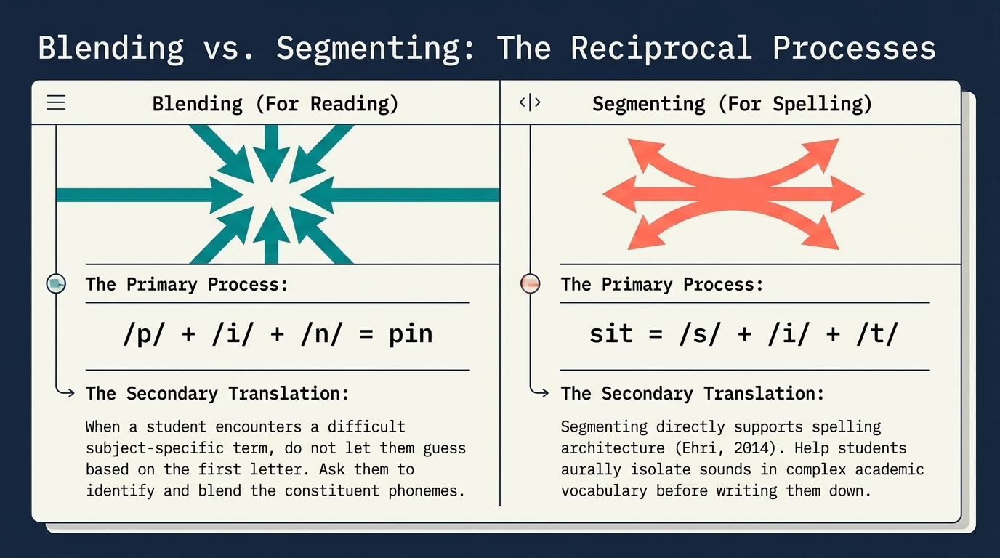 Blending vs. Segmenting: The Reciprocal Processes
Blending (For Reading)
The Primary Process:
/p/ + /i/ + /n/ = pin
The Secondary Translation:
When a student encounters a difficult
subject-specific term, do not let them guess
based on the first letter. Ask them to
identify and blend the constituent phonemes.
Segmenting (For Spelling)
The Primary Process:
sit = /s/ + /i/ + /t/
The Secondary Translation:
Segmenting directly supports spelling
architecture (Ehri, 2014). Help students
aurally isolate sounds in complex academic
vocabulary before writing them down.